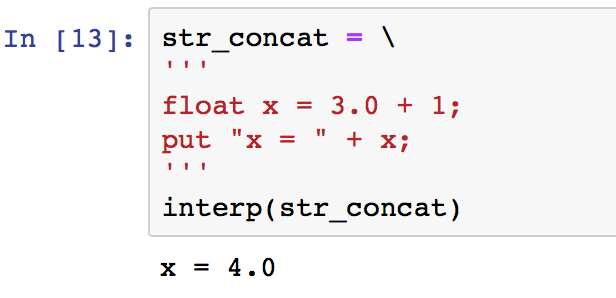 In [13]: str_concat = \
'''
float x = 3.0 + 1;
put "x = " + x;
'''
interp(str_concat)
x = 4.0